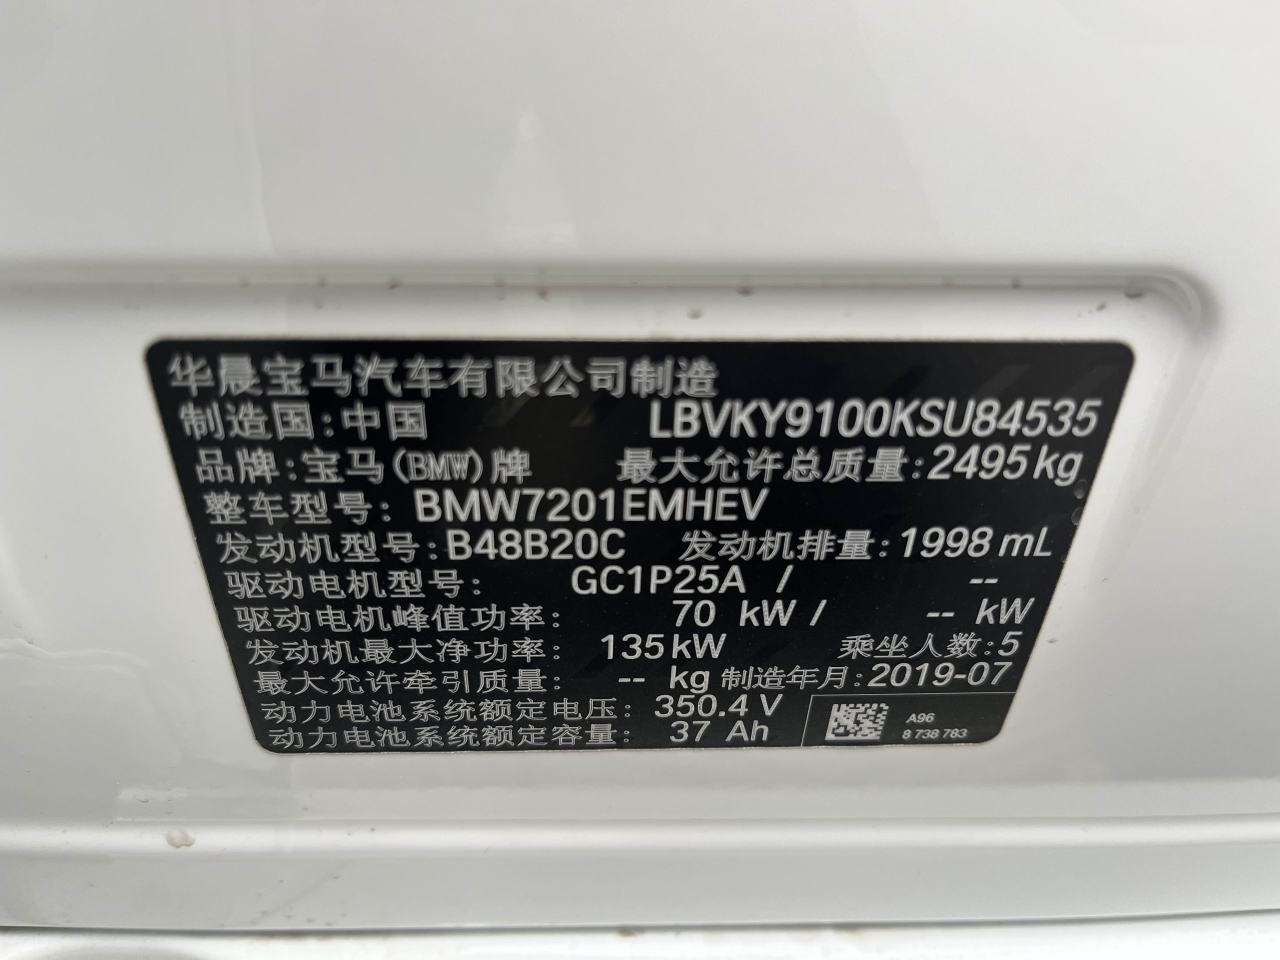 华晨宝马汽车有限公司制造
制造国:中国 LBVKY9100KSU84535
品牌:宝马(BMW)牌 最大允许总质量:2495kg
整车型号:BMW7201EMHEV
发动机型号:B48B20C 发动机排量:1998 mL
驱动电机型号: GC1P25A / --
驱动电机峰值功率: 70 kW / -- kW
发动机最大净功率: 135kW 乘坐人数:5
最大允许牵引质量: -- kg 制造年月:2019-07
动力电池系统额定电压: 350.4 V
动力电池系统额定容量: 37 Ah
A96
8 738 783